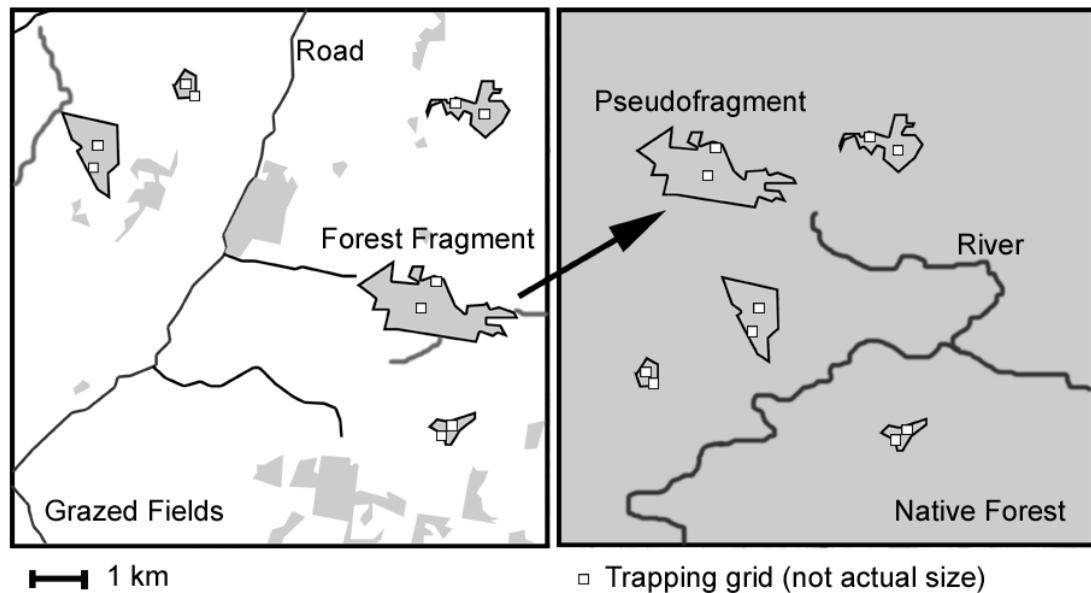 Road
Forest Fragment
Grazed Fields
1 km
Pseudofragment
River
Native Forest
Trapping grid (not actual size)